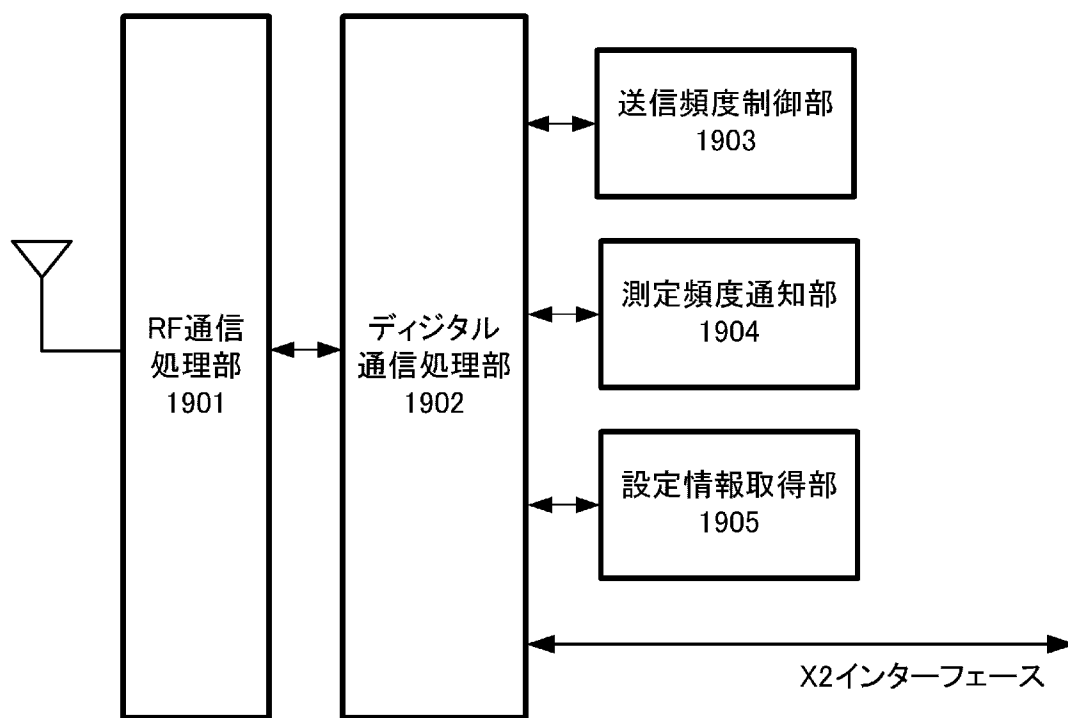 RF通信
処理部
1901
ディジタル
通信処理部
1902
送信頻度制御部
1903
測定頻度通知部
1904
設定情報取得部
1905
X2インターフェース